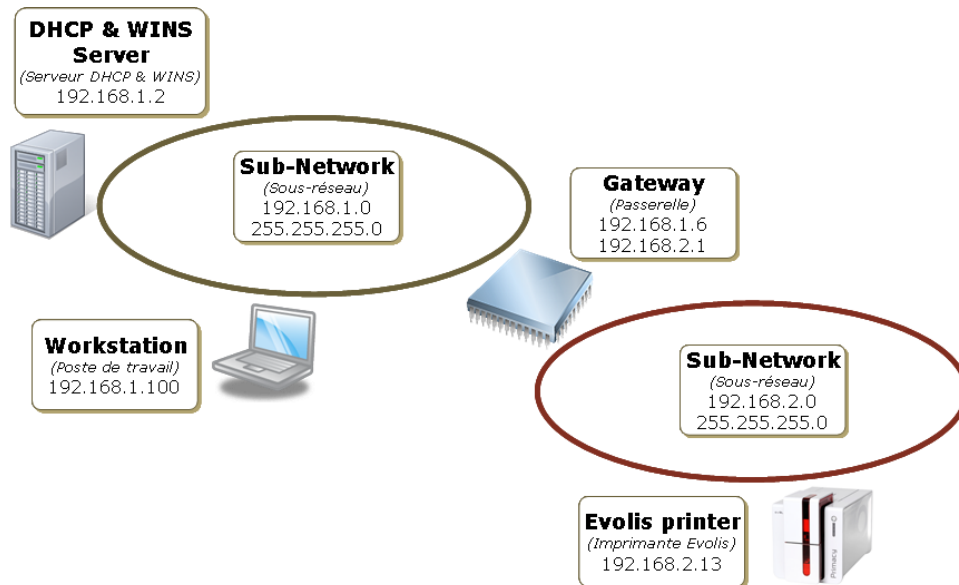 DHCP & WINS
Server
(Serveur DHCP & WINS)
192.168.1.2
Sub-Network
(Sous-réseau)
192.168.1.0
255.255.255.0
Gateway
(Passerelle)
192.168.1.6
192.168.2.1
Workstation
(Poste de travail)
192.168.1.100
Sub-Network
(Sous-réseau)
192.168.2.0
255.255.255.0
Evolis printer
(Imprimante Evolis)
192.168.2.13
Primacy